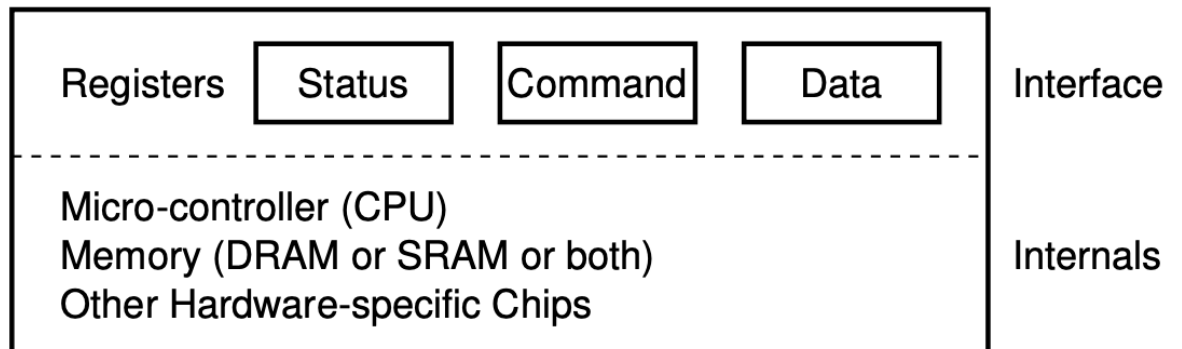 Registers Status Command Data Interface
Micro-controller (CPU)
Memory (DRAM or SRAM or both) Internals
Other Hardware-specific Chips